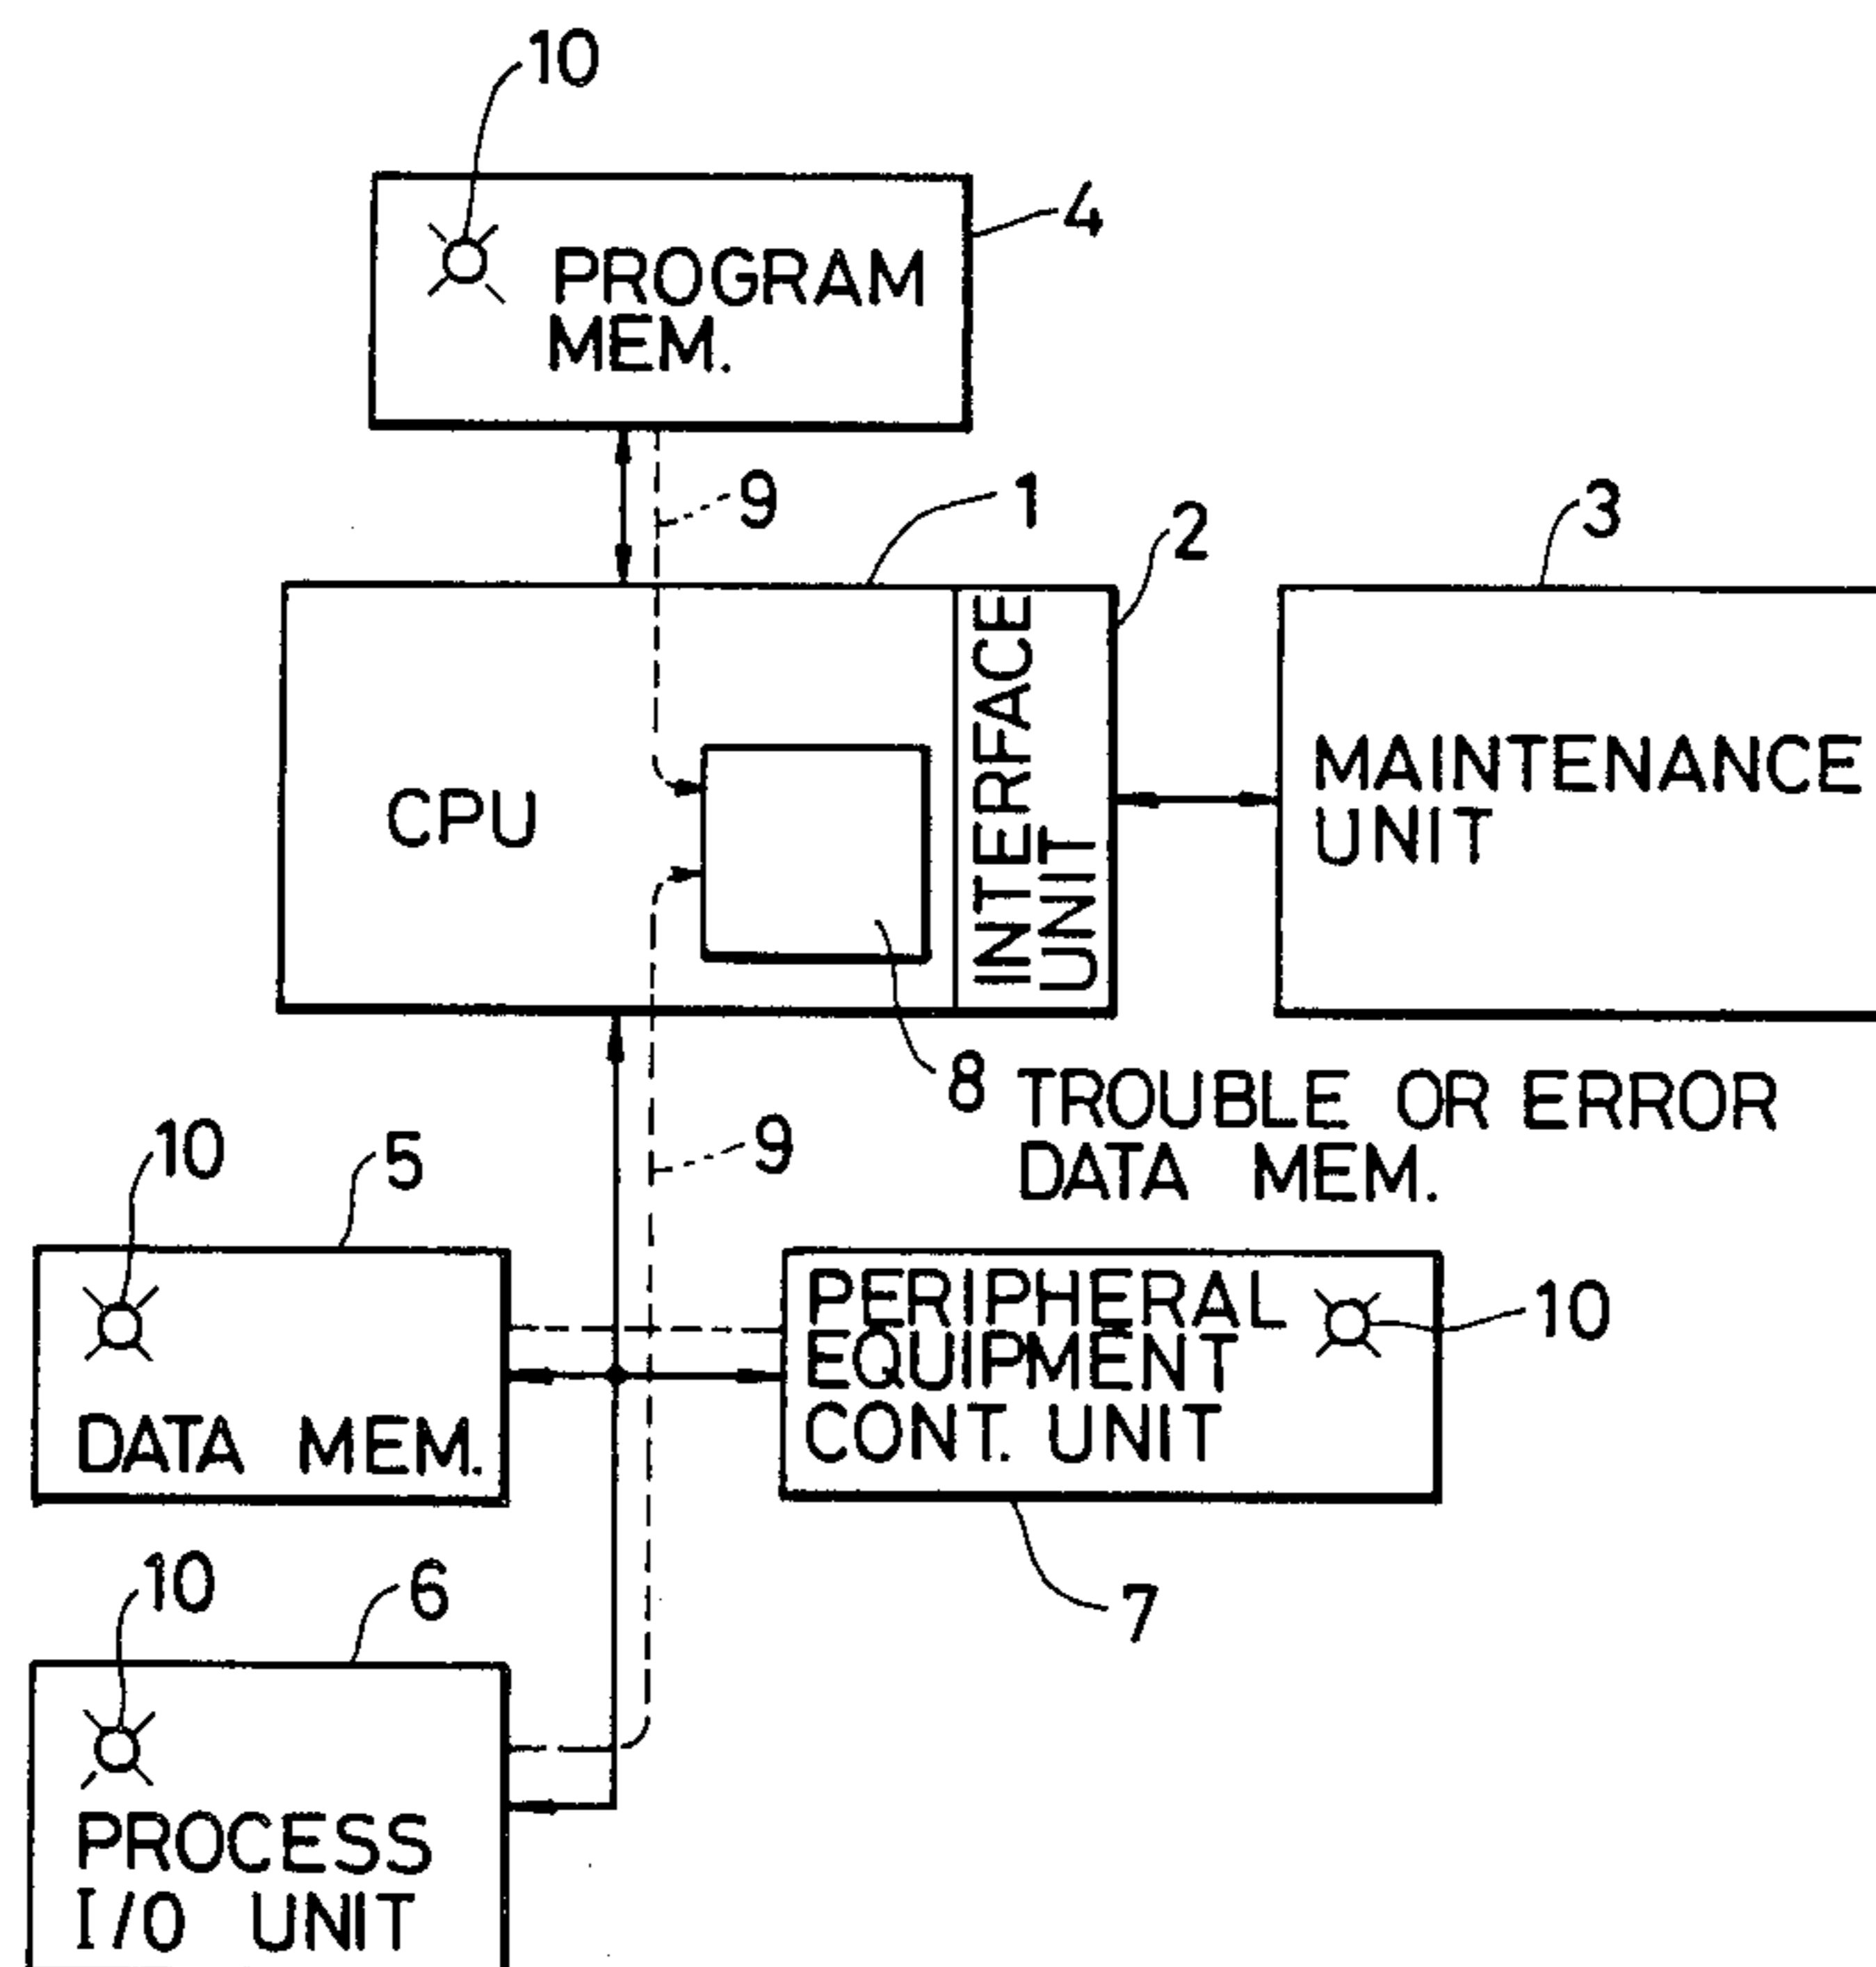 10
4
PROGRAM
MEM.
9
1
2
3
CPU
INTERFACE
UNIT
MAINTENANCE
UNIT
8 TROUBLE OR ERROR
DATA MEM.
9
10
5
DATA MEM.
PERIPHERAL
EQUIPMENT
CONT. UNIT
10
7
10
6
PROCESS
I/O UNIT